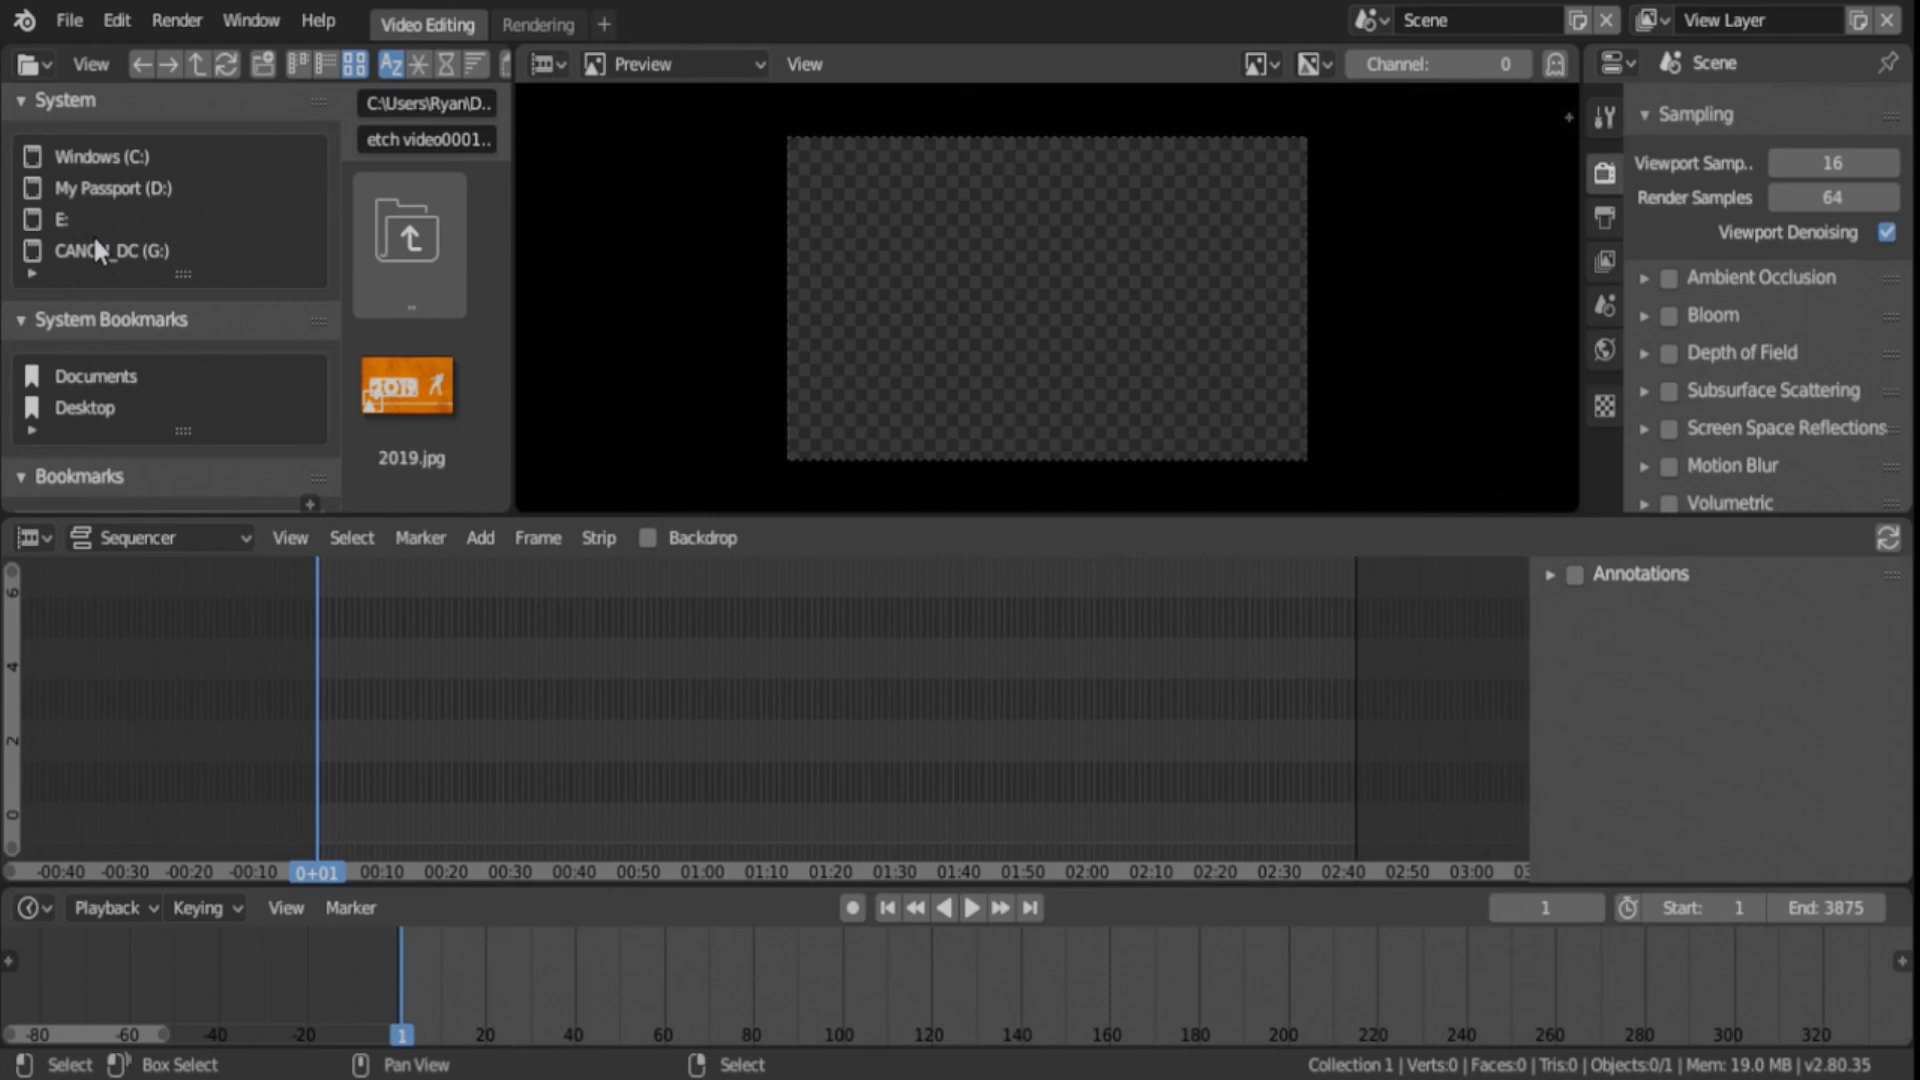 File Edit Render Window Help Video Editing Rendering + Scene View Layer
View Preview View Channel: 0 Scene
System
C:\Users\Ryan\D..
etch video0001..
Windows (C:)
My Passport (D:)
E:
CANON_DC (G:)
..
System Bookmarks
Documents
Desktop
2019
2019.jpg
Bookmarks
Sampling
Viewport Samp.. 16
Render Samples 64
Viewport Denoising
Ambient Occlusion
Bloom
Depth of Field
Subsurface Scattering
Screen Space Reflections
Motion Blur
Volumetric
Sequencer View Select Marker Add Frame Strip Backdrop
Annotations
6
4
2
0
-00:40 -00:30 -00:20 -00:10 0+01 00:10 00:20 00:30 00:40 00:50 01:00 01:10 01:20 01:30 01:40 01:50 02:00 02:10 02:20 02:30 02:40 02:50 03:00
Playback Keying View Marker 1 Start: 1 End: 3875
-80 -60 -40 -20 1 20 40 60 80 100 120 140 160 180 200 220 240 260 280 300 320
Select Box Select Pan View Select Collection 1 | Verts:0 | Faces:0 | Tris:0 | Objects:0/1 | Mem: 19.0 MB | v2.80.35